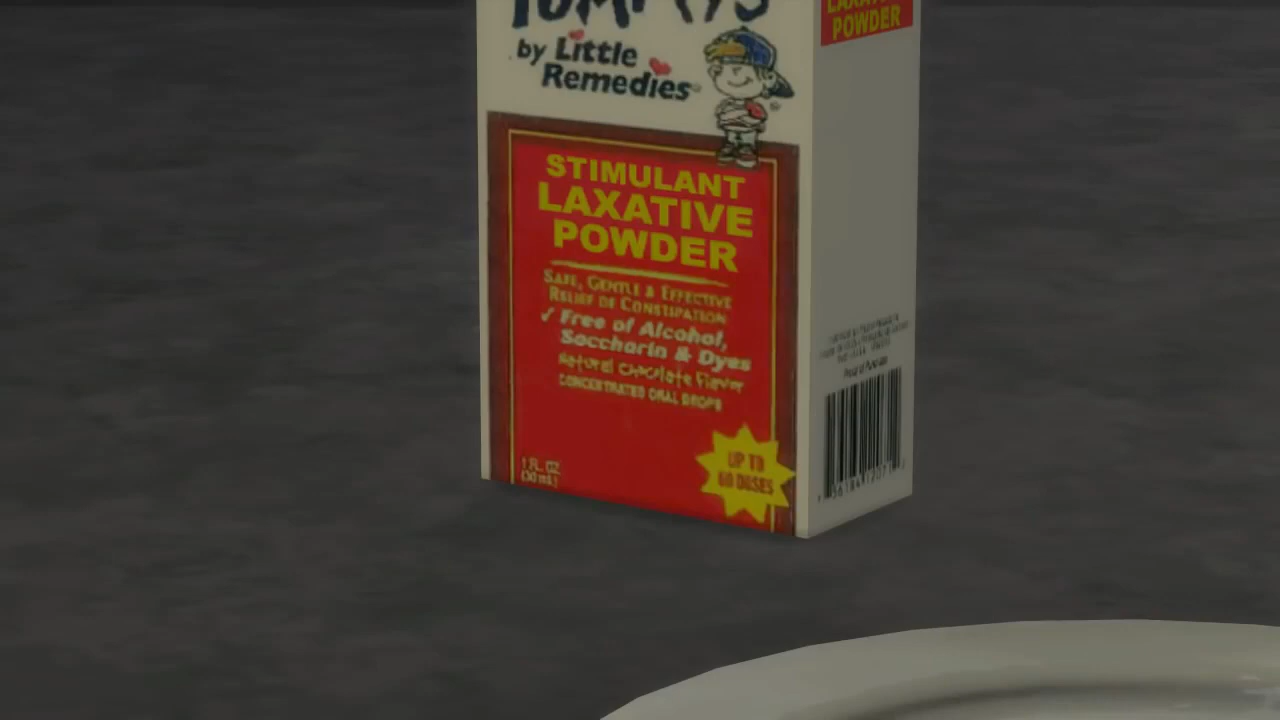 by Little
Remedies
STIMULANT
LAXATIVE
POWDER
SAFE, GENTLE & EFFECTIVE
RELIEF OF CONSTIPATION
✓ Free of Alcohol,
Saccharin & Dyes
Natural Chocolate Flavor
CONCENTRATED ORAL DROPS
1 FL. OZ
(30 mL)
UP TO
60 DOSES
LAXATIVE
POWDER